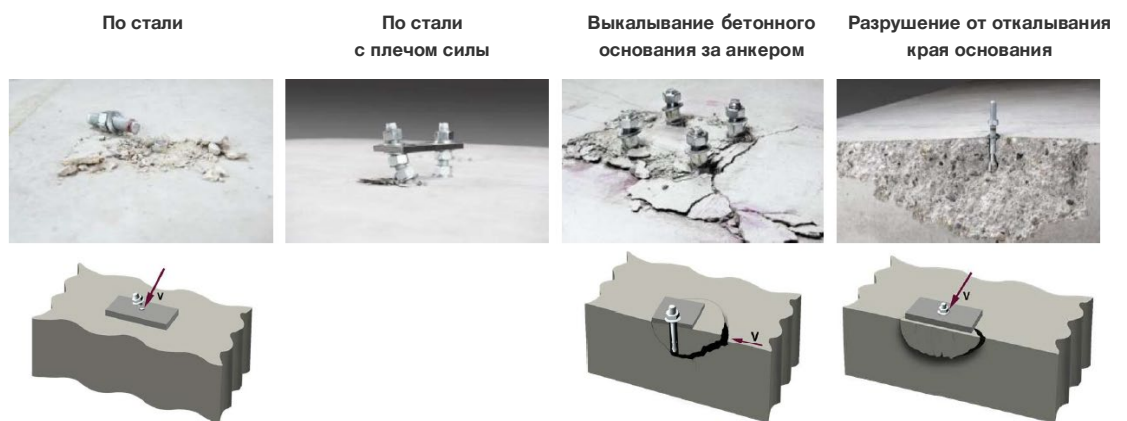 По стали
По стали
с плечом силы
Выкалывание бетонного
основания за анкером
Разрушение от откалывания
края основания
V
V
V